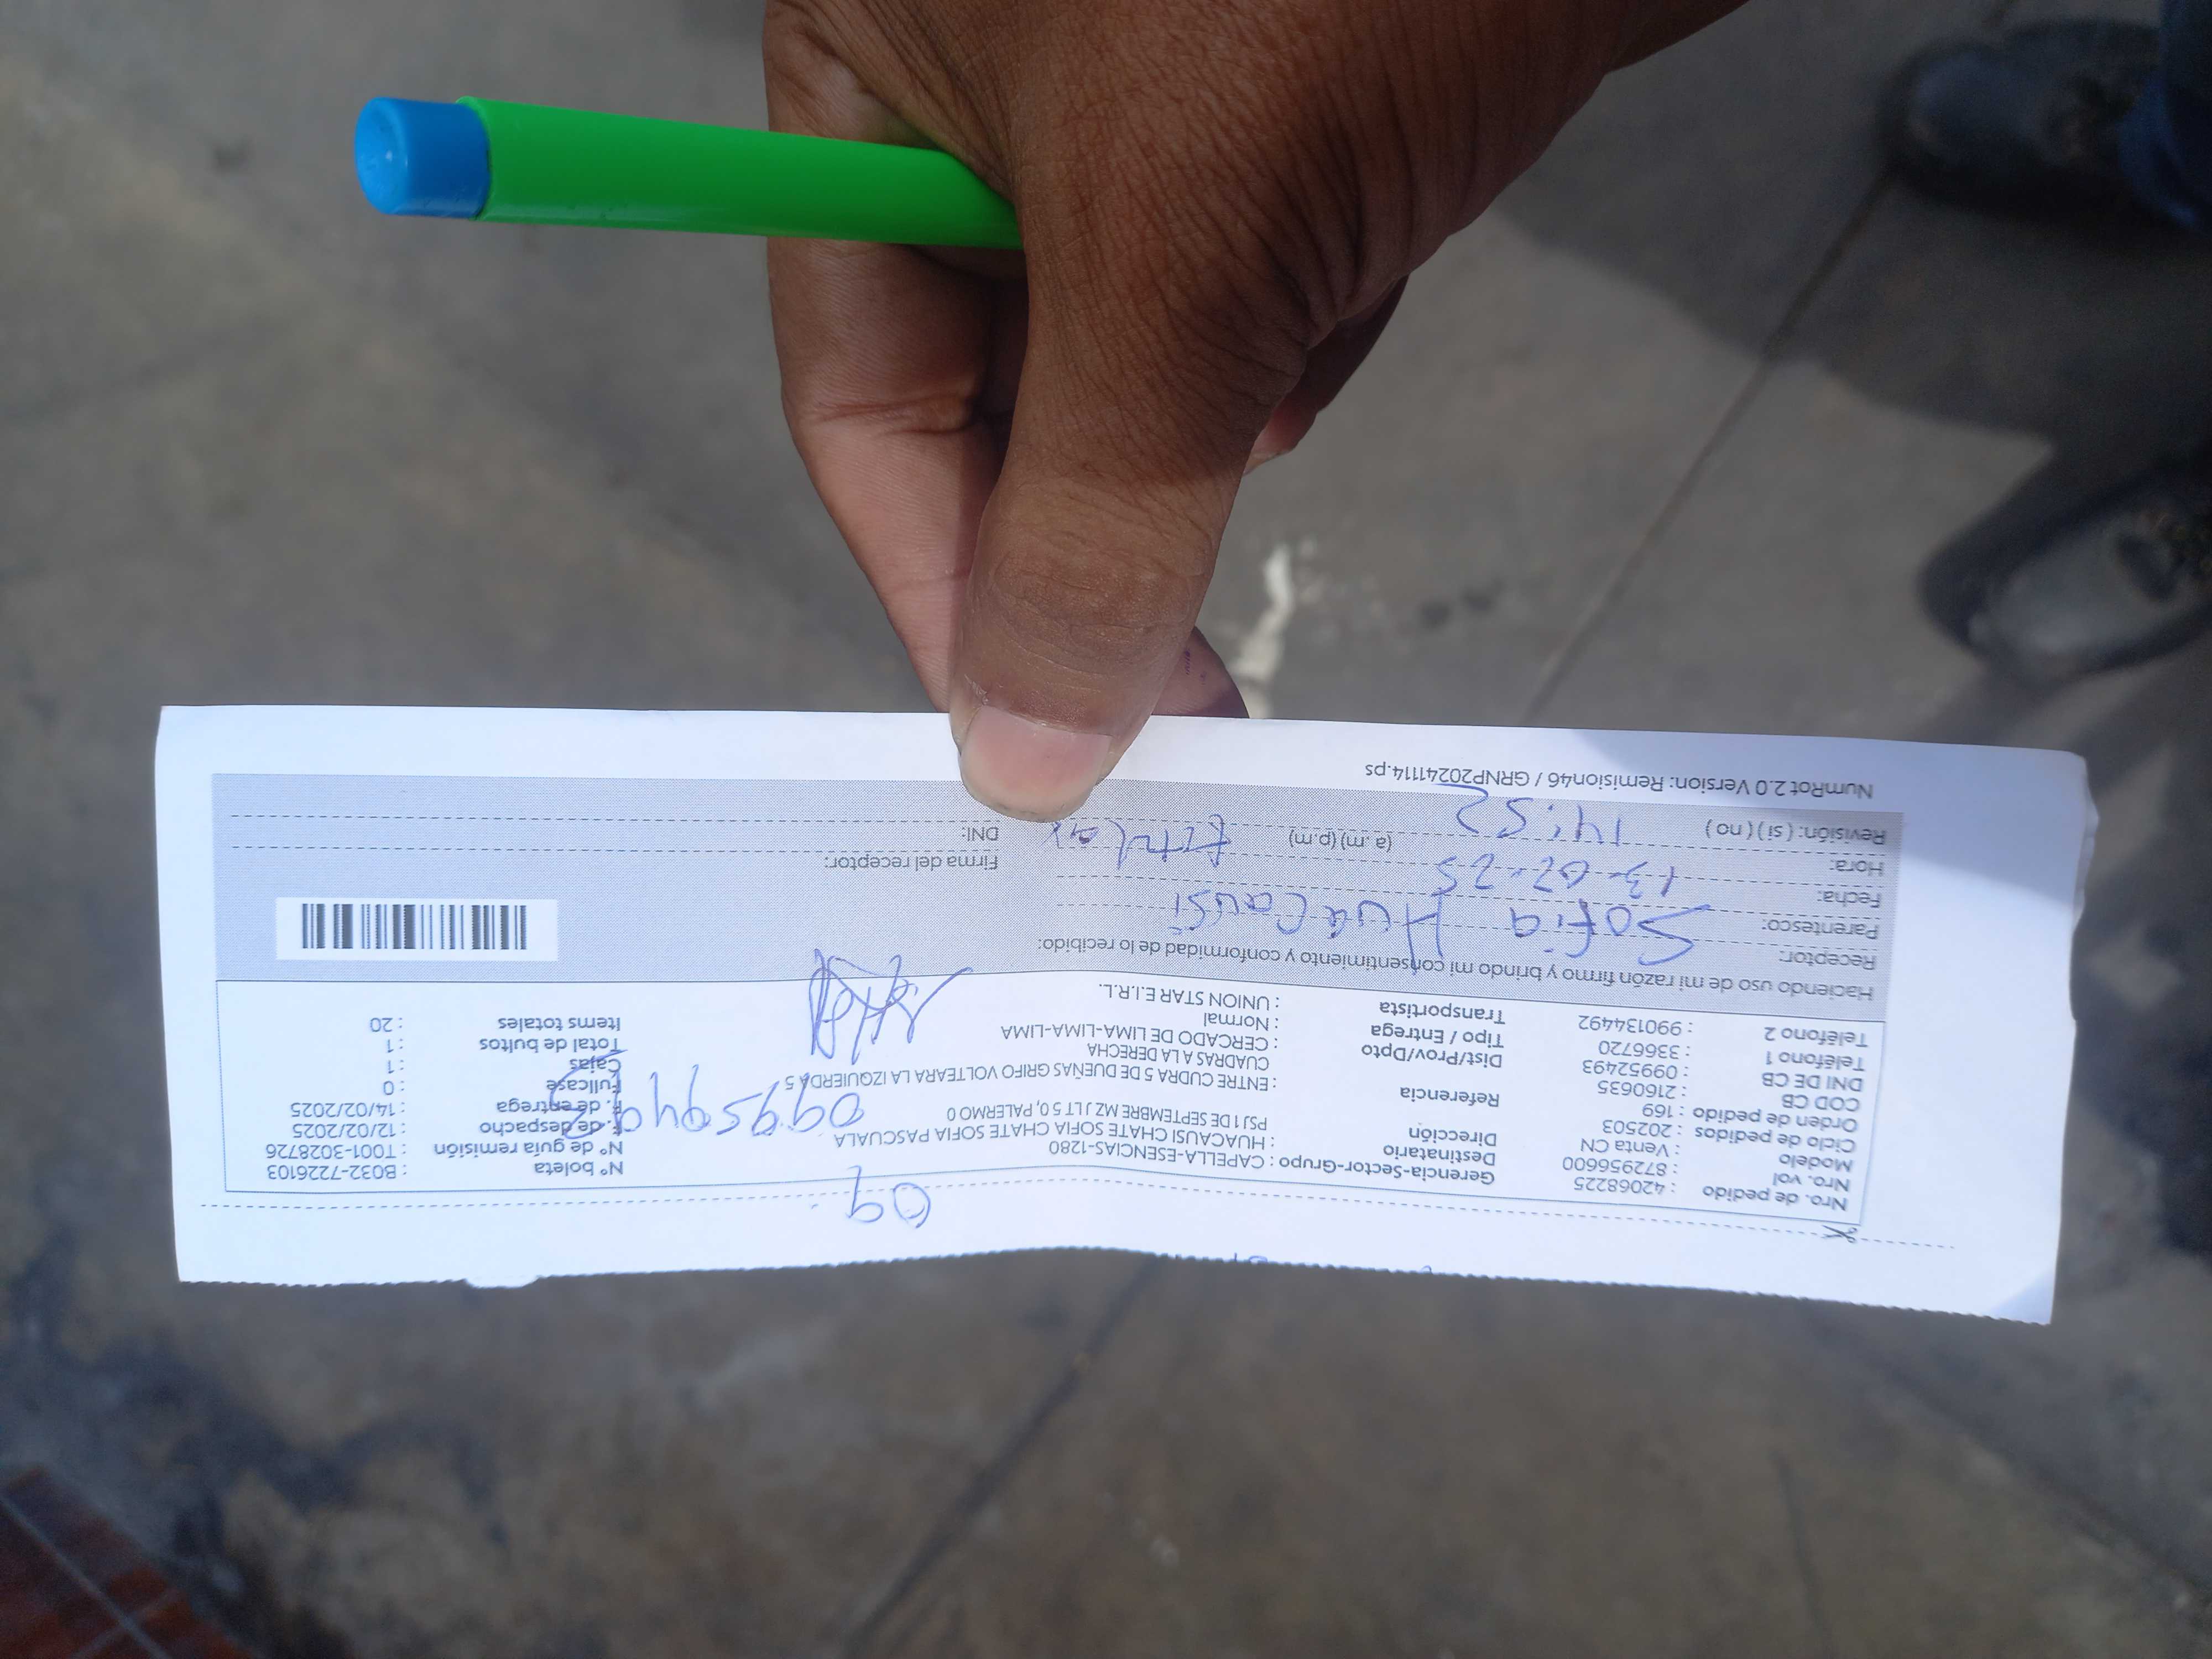 Nro. de pedido : 42068225
Nro. vol : 872956600
Modelo : Venta CN
Ciclo de pedidos : 202503
Orden de pedido : 169
COD CB : 2160635
DNI DE CB : 09952493
Teléfono 1 : 3366720
Teléfono 2 : 990134492
Gerencia-Sector-Grupo : CAPELLA-ESENCIAS-1280
Destinatario : HUACAUSI CHATE SOFIA CHATE SOFIA PASCUALA
Dirección PSJ 1 DE SEPTIEMBRE MZ J LT 5 0, PALERMO 0
Referencia : ENTRE CUDRA 5 DE DUEÑAS GRIFO VOLTEARA LA IZQUIERDA 5
CUADRAS A LA DERECHA
Dist/Prov/Dpto : CERCADO DE LIMA-LIMA-LIMA
Tipo / Entrega : Normal
Transportista : UNION STAR E.I.R.L.
09
Nº boleta : B032-7226103
Nº de guía remisión : T001-3028726
F. de despacho : 12/02/2025
F. de entrega : 14/02/2025
Fullcase : 0
Cajas : 1
Total de bultos : 1
Items totales : 20
Haciendo uso de mi razón firmo y brindo mi consentimiento y conformidad de lo recibido:
Receptor: Sofia Huacausi
Parentesco:
Fecha: 13-02-25
Hora: 14:52 (a.m) (p.m)
Revisión: ( si ) ( no )
Firma del receptor:
DNI:
NumRot 2.0 Version: Remision46 / GRNP20241114.ps